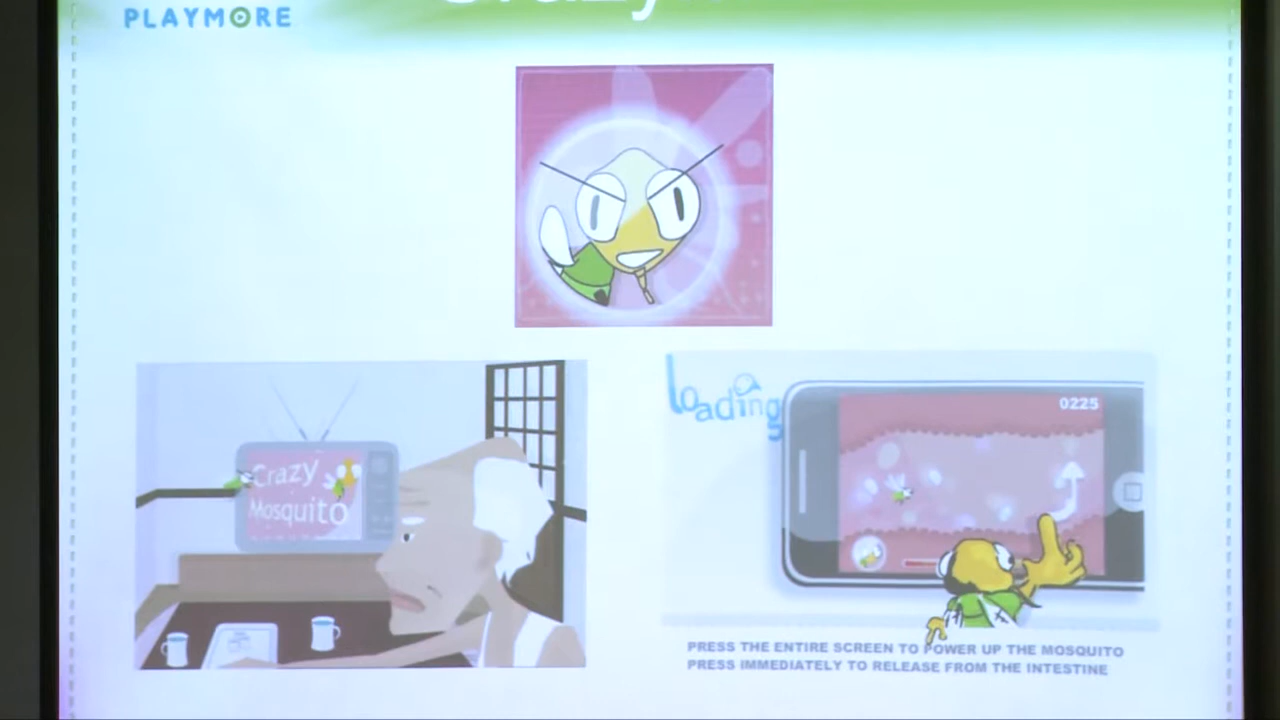 PLAYMORE
loading
0225
Crazy
Mosquito
PRESS THE ENTIRE SCREEN TO POWER UP THE MOSQUITO
PRESS IMMEDIATELY TO RELEASE FROM THE INTESTINE